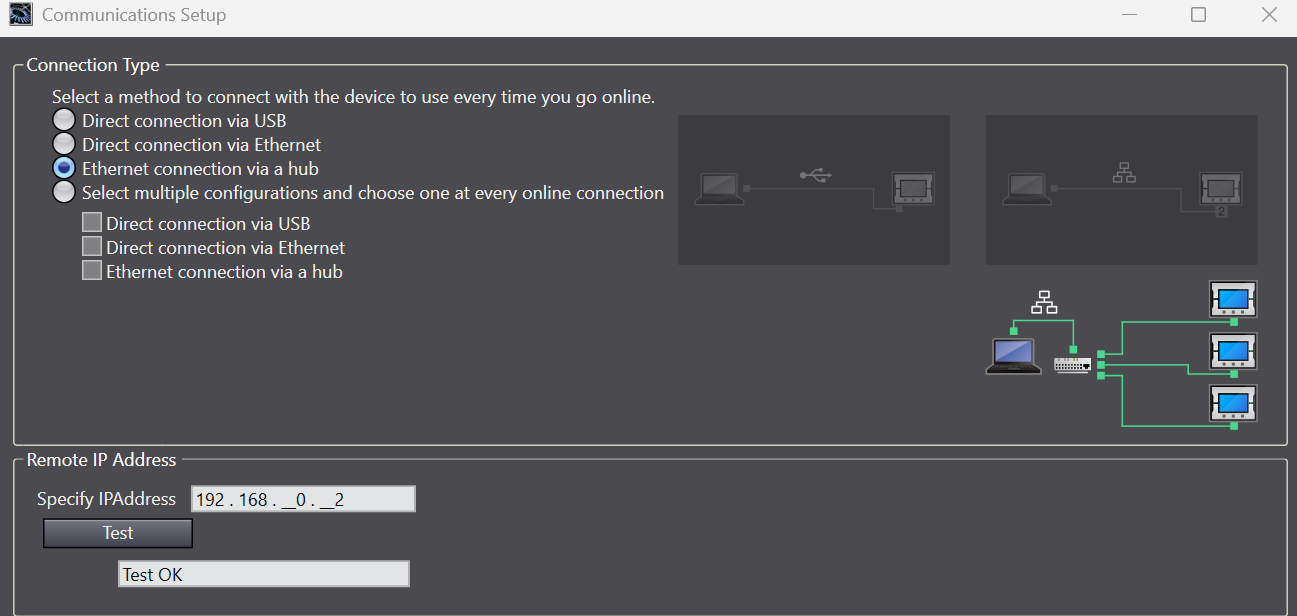 Communications Setup
Connection Type
Select a method to connect with the device to use every time you go online.
Direct connection via USB
Direct connection via Ethernet
Ethernet connection via a hub
Select multiple configurations and choose one at every online connection
Direct connection via USB
Direct connection via Ethernet
Ethernet connection via a hub
2
Remote IP Address
Specify IPAddress 192 . 168 . __0 . __2
Test
Test OK